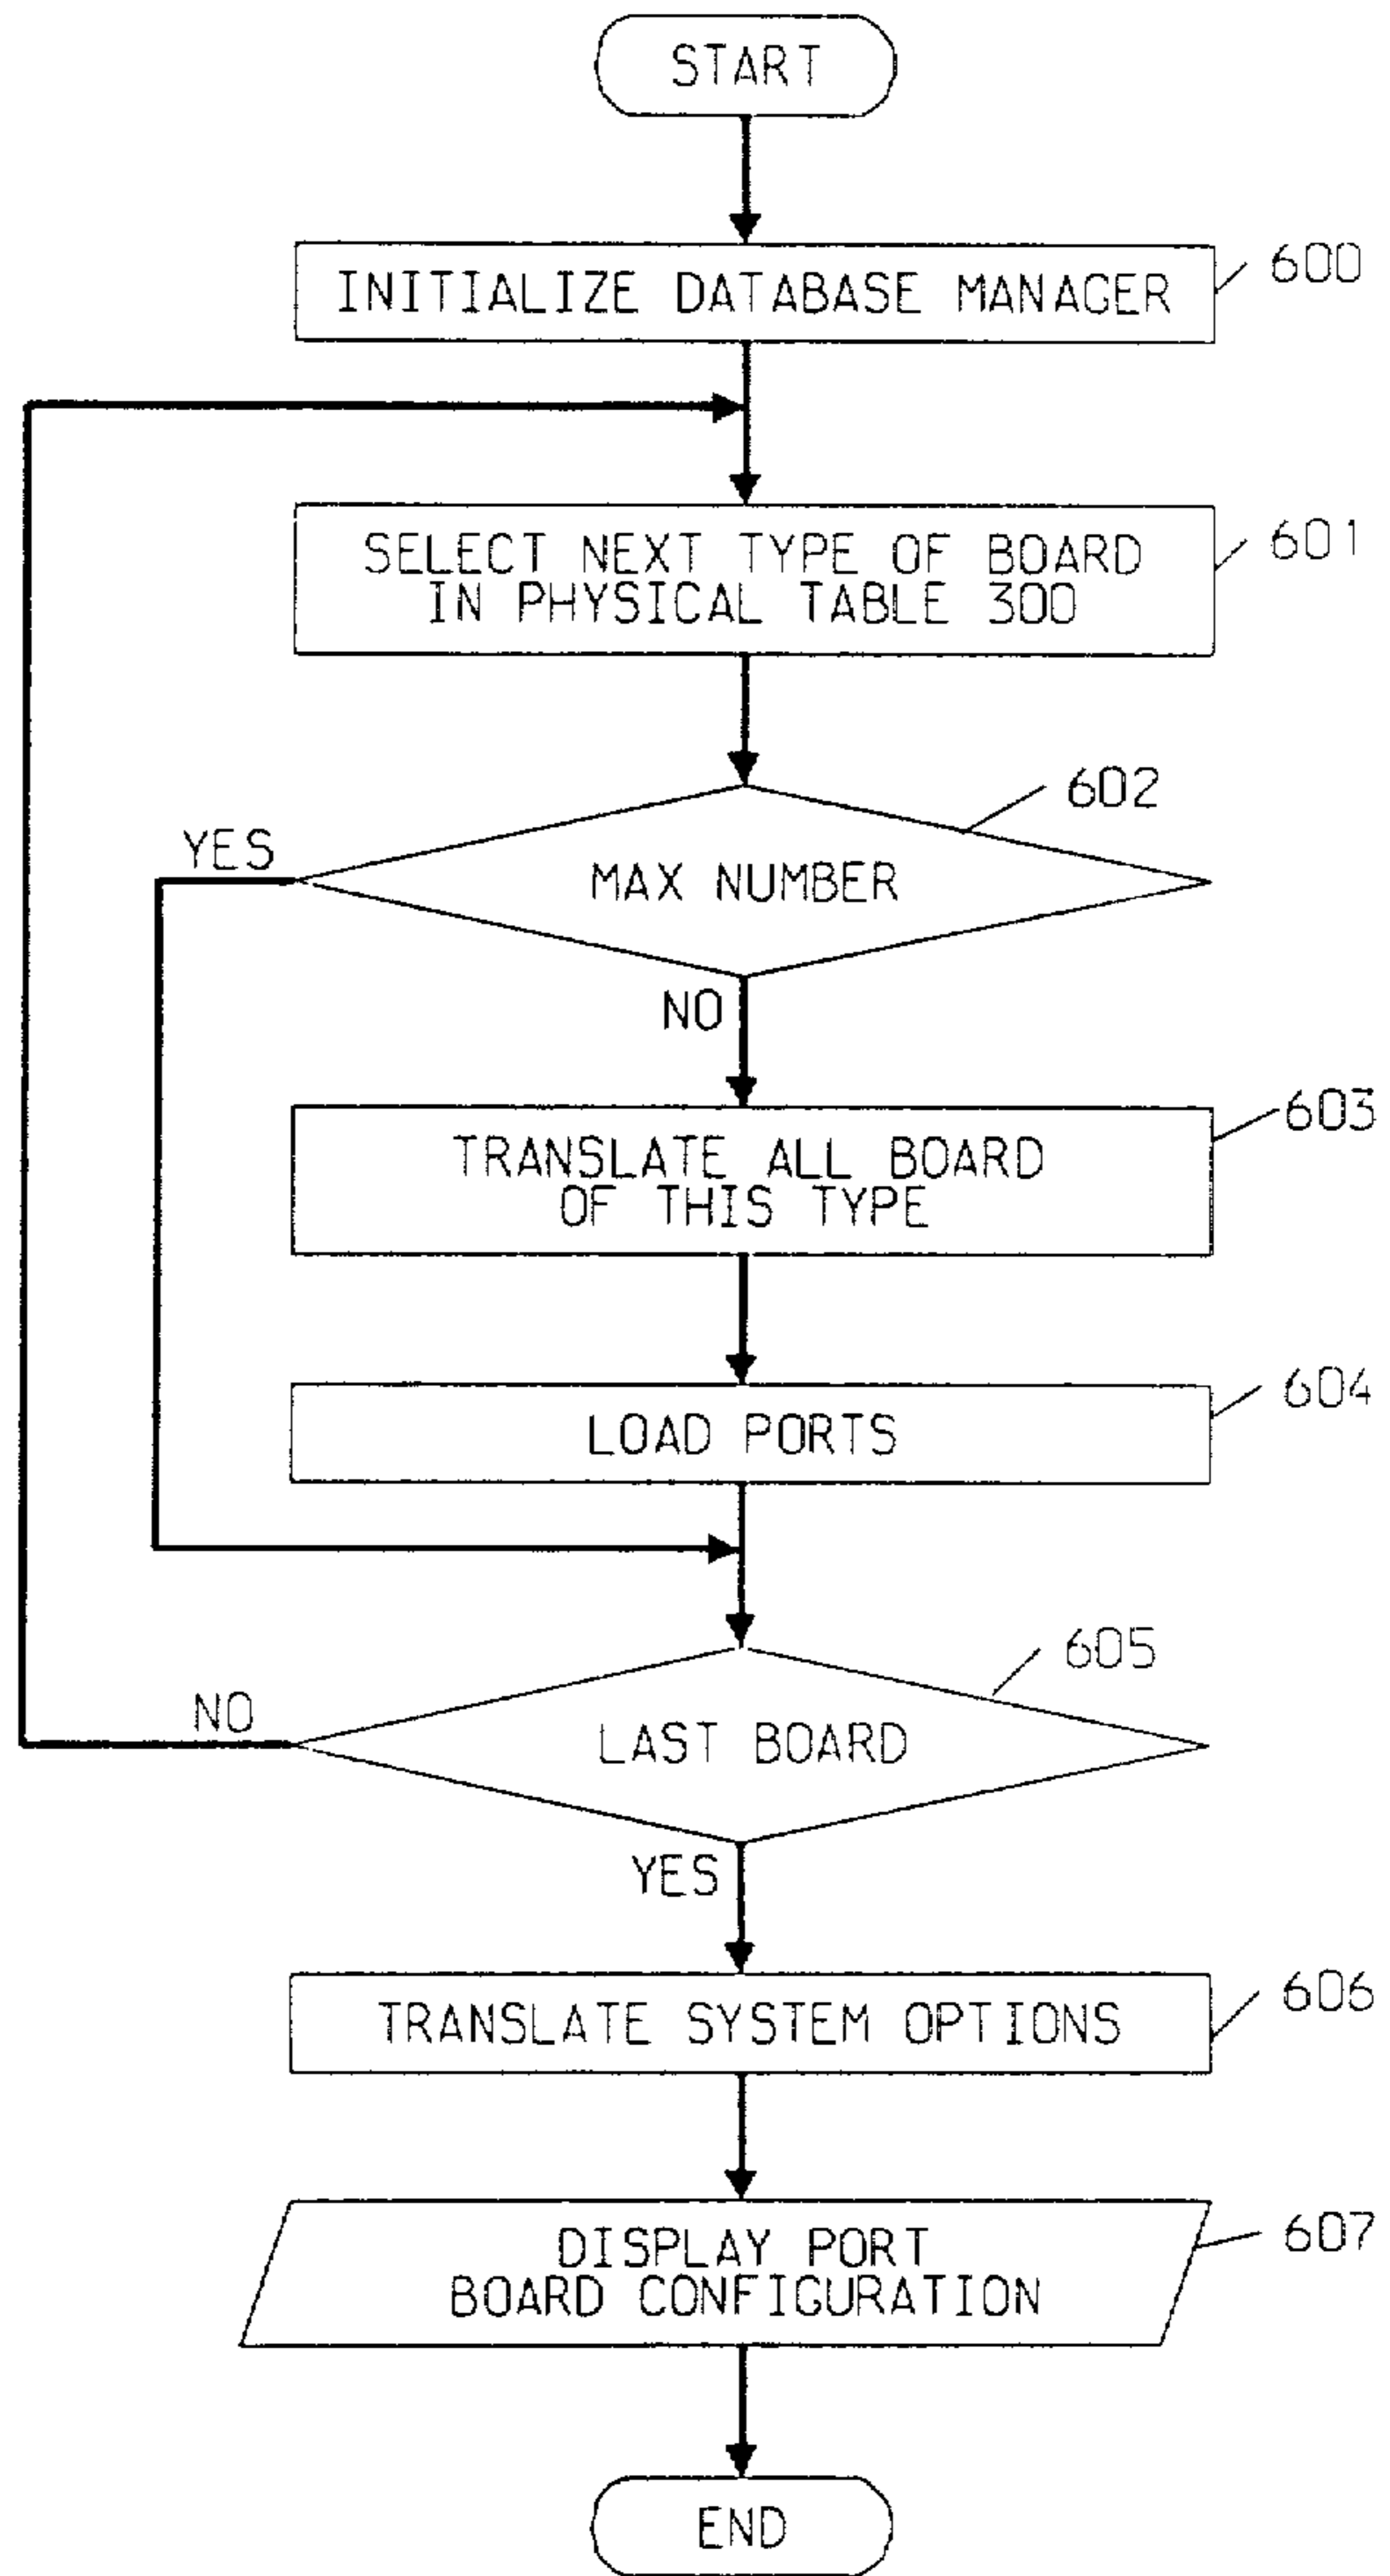 START
INITIALIZE DATABASE MANAGER
600
SELECT NEXT TYPE OF BOARD
IN PHYSICAL TABLE 300
601
602
YES
MAX NUMBER
NO
603
TRANSLATE ALL BOARD
OF THIS TYPE
604
LOAD PORTS
605
NO
LAST BOARD
YES
606
TRANSLATE SYSTEM OPTIONS
607
DISPLAY PORT
BOARD CONFIGURATION
END